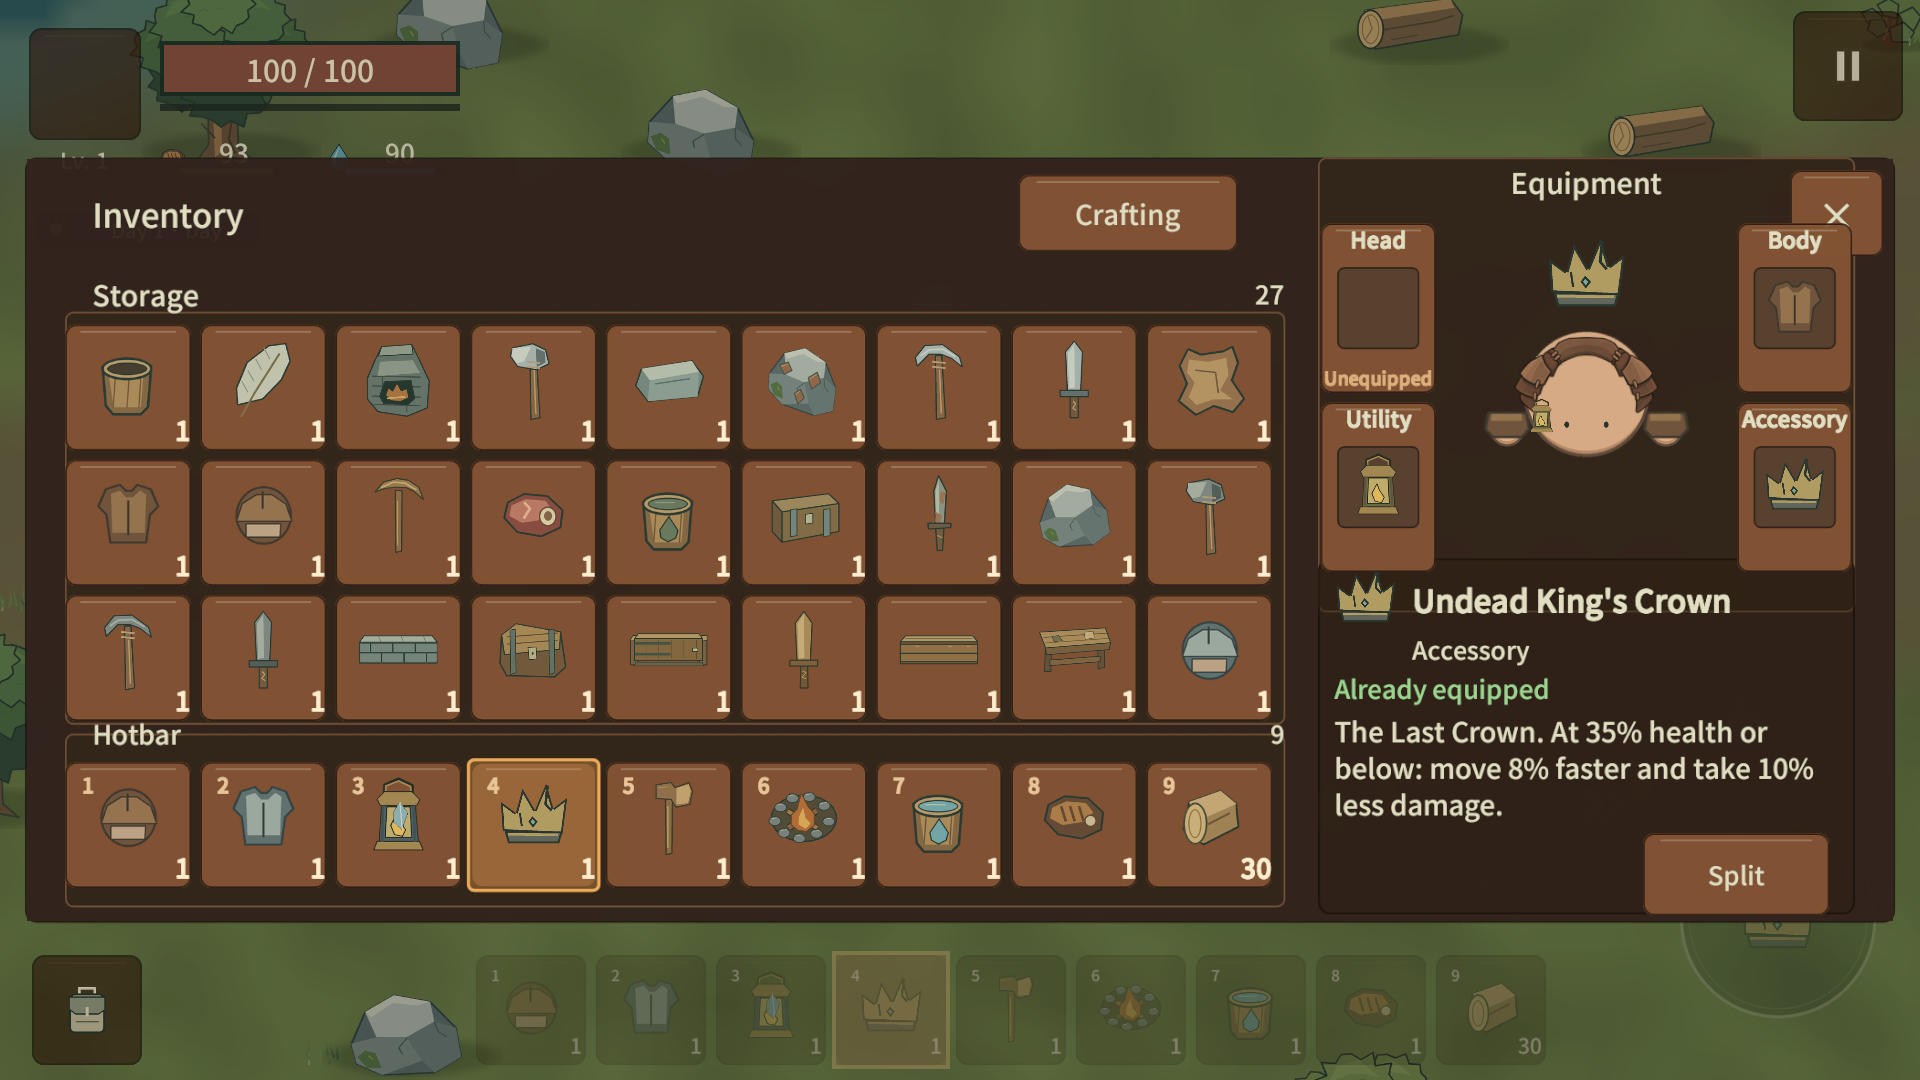 100 / 100
Lv. 1
93
90
Inventory
Crafting
Equipment
Head
Unequipped
Body
Utility
Accessory
Storage
27
1 1 1 1 1 1 1 1 1
1 1 1 1 1 1 1 1 1
1 1 1 1 1 1 1 1 1
Hotbar
9
1 2 3 4 5 6 7 8 9
1 1 1 1 1 1 1 1 30
Undead King's Crown
Accessory
Already equipped
The Last Crown. At 35% health or
below: move 8% faster and take 10%
less damage.
Split
1 2 3 4 5 6 7 8 9
1 1 1 1 1 1 1 1 30